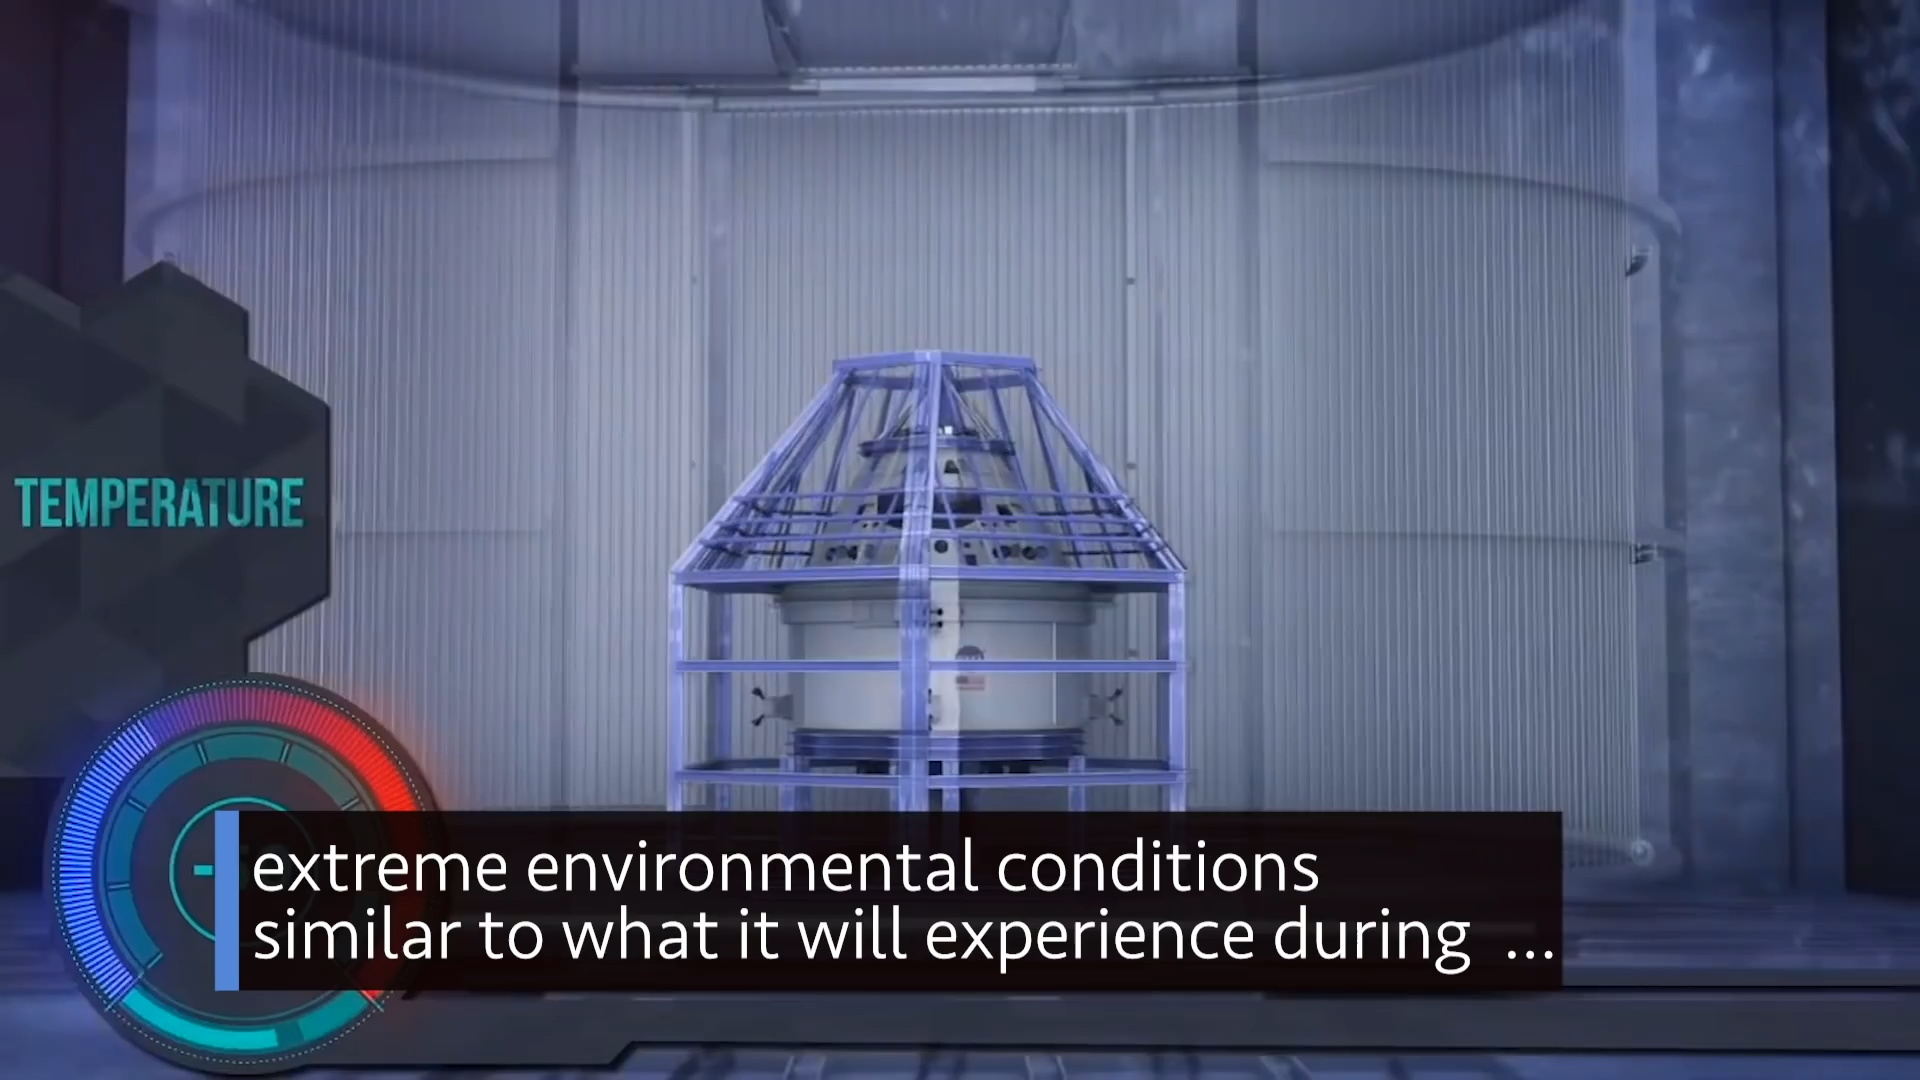 TEMPERATURE
extreme environmental conditions
similar to what it will experience during ...